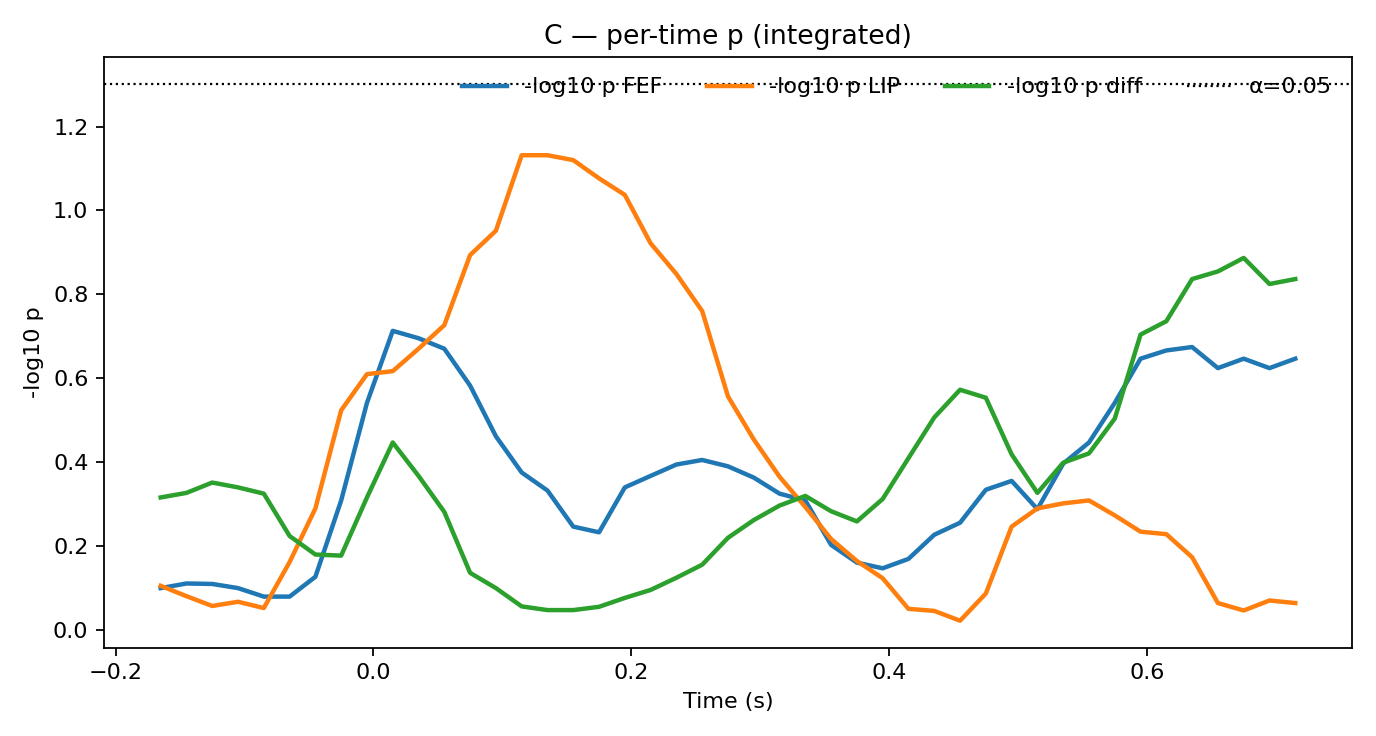 C — per-time p (integrated)
-log10 p FEF -log10 p LIP -log10 p diff α=0.05
1.2
1.0
0.8
0.6
0.4
0.2
0.0
-log10 p
−0.2 0.0 0.2 0.4 0.6
Time (s)